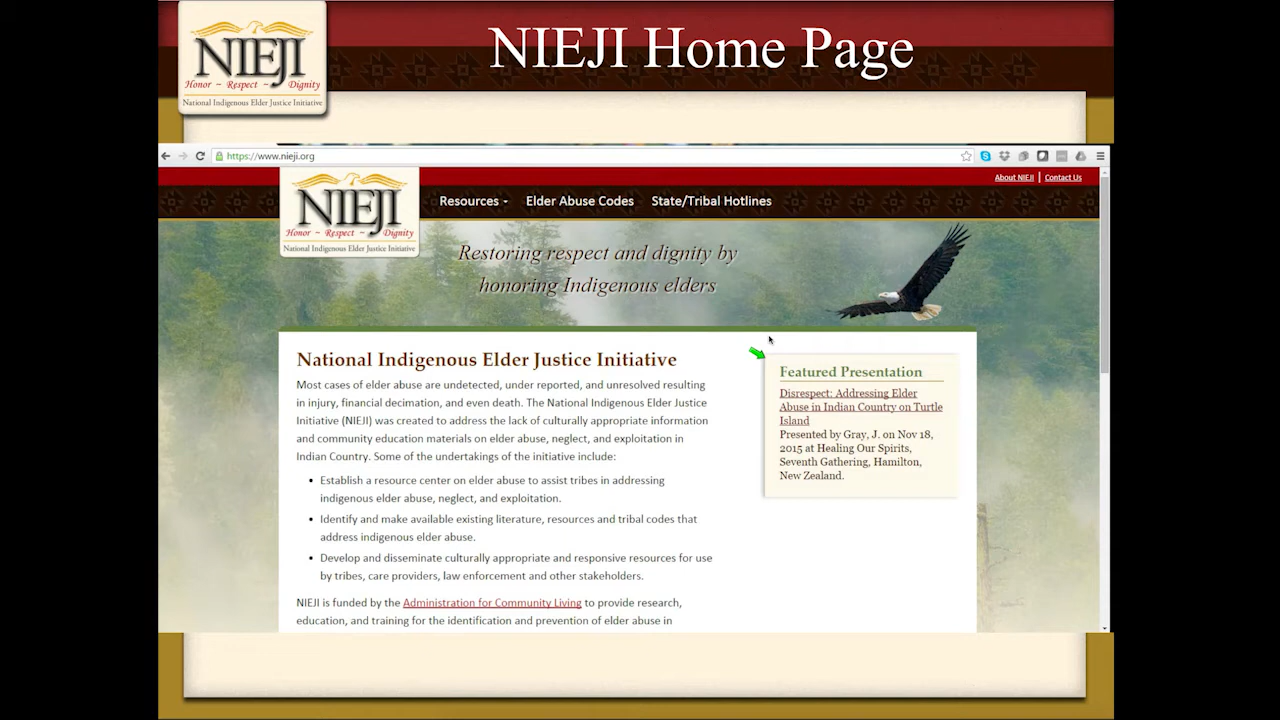 NIEJI
Honor ~ Respect ~ Dignity
National Indigenous Elder Justice Initiative
NIEJI Home Page
https://www.nieji.org
About NIEJI | Contact Us
NIEJI
Honor ~ Respect ~ Dignity
National Indigenous Elder Justice Initiative
Resources
Elder Abuse Codes
State/Tribal Hotlines
Restoring respect and dignity by
honoring Indigenous elders
National Indigenous Elder Justice Initiative
Most cases of elder abuse are undetected, under reported, and unresolved resulting
in injury, financial decimation, and even death. The National Indigenous Elder Justice
Initiative (NIEJI) was created to address the lack of culturally appropriate information
and community education materials on elder abuse, neglect, and exploitation in
Indian Country. Some of the undertakings of the initiative include:
• Establish a resource center on elder abuse to assist tribes in addressing
indigenous elder abuse, neglect, and exploitation.
• Identify and make available existing literature, resources and tribal codes that
address indigenous elder abuse.
• Develop and disseminate culturally appropriate and responsive resources for use
by tribes, care providers, law enforcement and other stakeholders.
NIEJI is funded by the Administration for Community Living to provide research,
education, and training for the identification and prevention of elder abuse in
Featured Presentation
Disrespect: Addressing Elder
Abuse in Indian Country on Turtle
Island
Presented by Gray, J. on Nov 18,
2015 at Healing Our Spirits,
Seventh Gathering, Hamilton,
New Zealand.